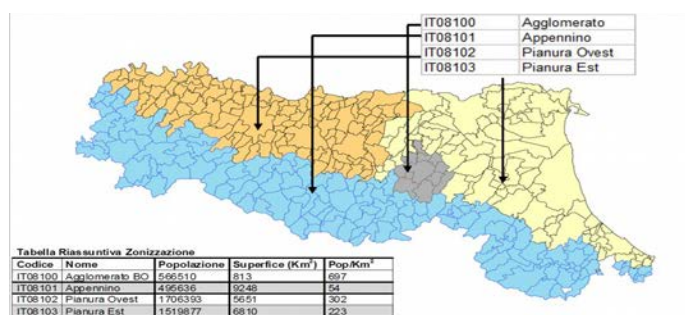 IT08100 Agglomerato
IT08101 Appennino
IT08102 Pianura Ovest
IT08103 Pianura Est
Tabella Riassuntiva Zonizzazione
Codice Nome Popolazione Superfice (Km²) Pop/Km²
IT08100 Agglomerato BO 566510 813 697
IT08101 Appennino 495636 9248 54
IT08102 Pianura Ovest 1706393 5651 302
IT08103 Pianura Est 1519877 6810 223